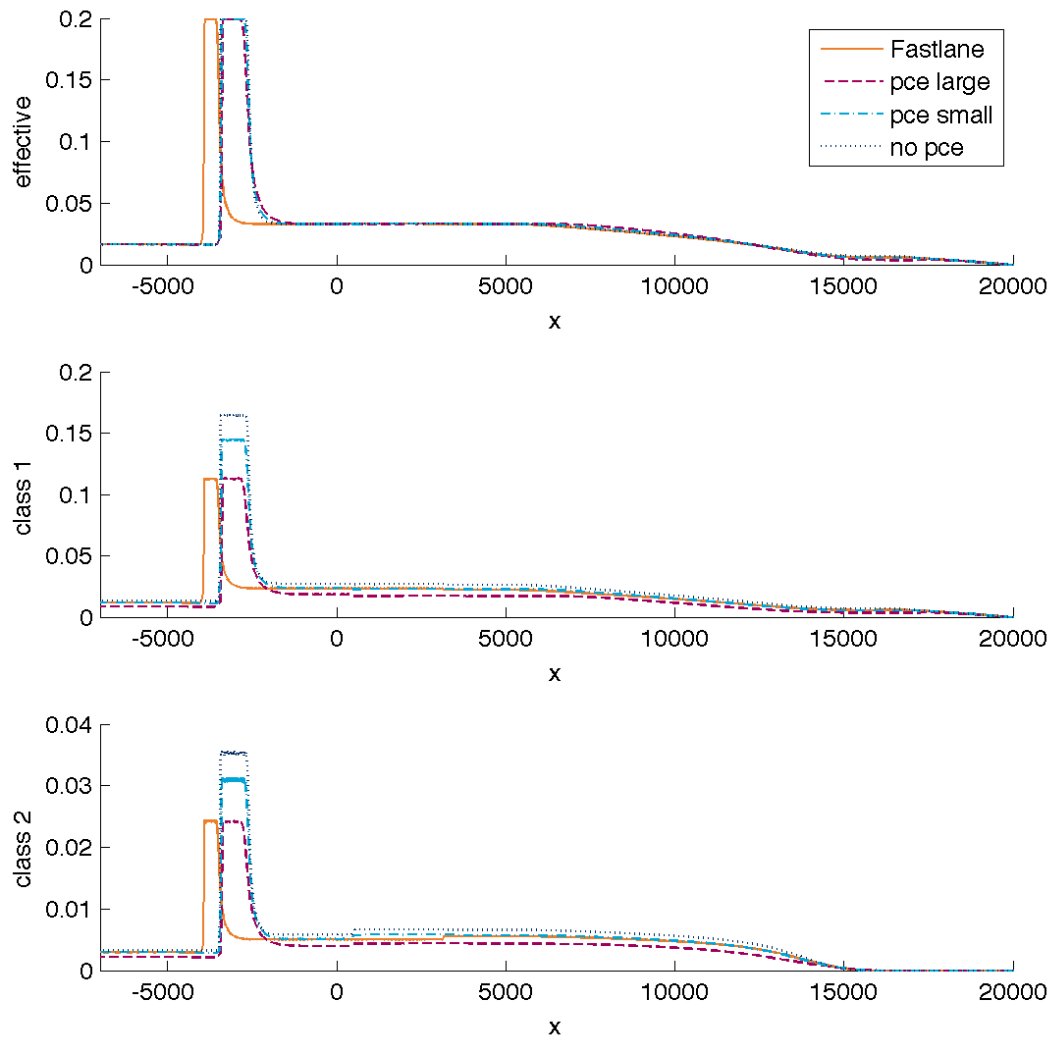 0.2
0.15
0.1
0.05
0
effective
-5000 0 5000 10000 15000 20000
x
Fastlane
pce large
pce small
no pce
0.2
0.15
0.1
0.05
0
class 1
-5000 0 5000 10000 15000 20000
x
0.04
0.03
0.02
0.01
0
class 2
-5000 0 5000 10000 15000 20000
x